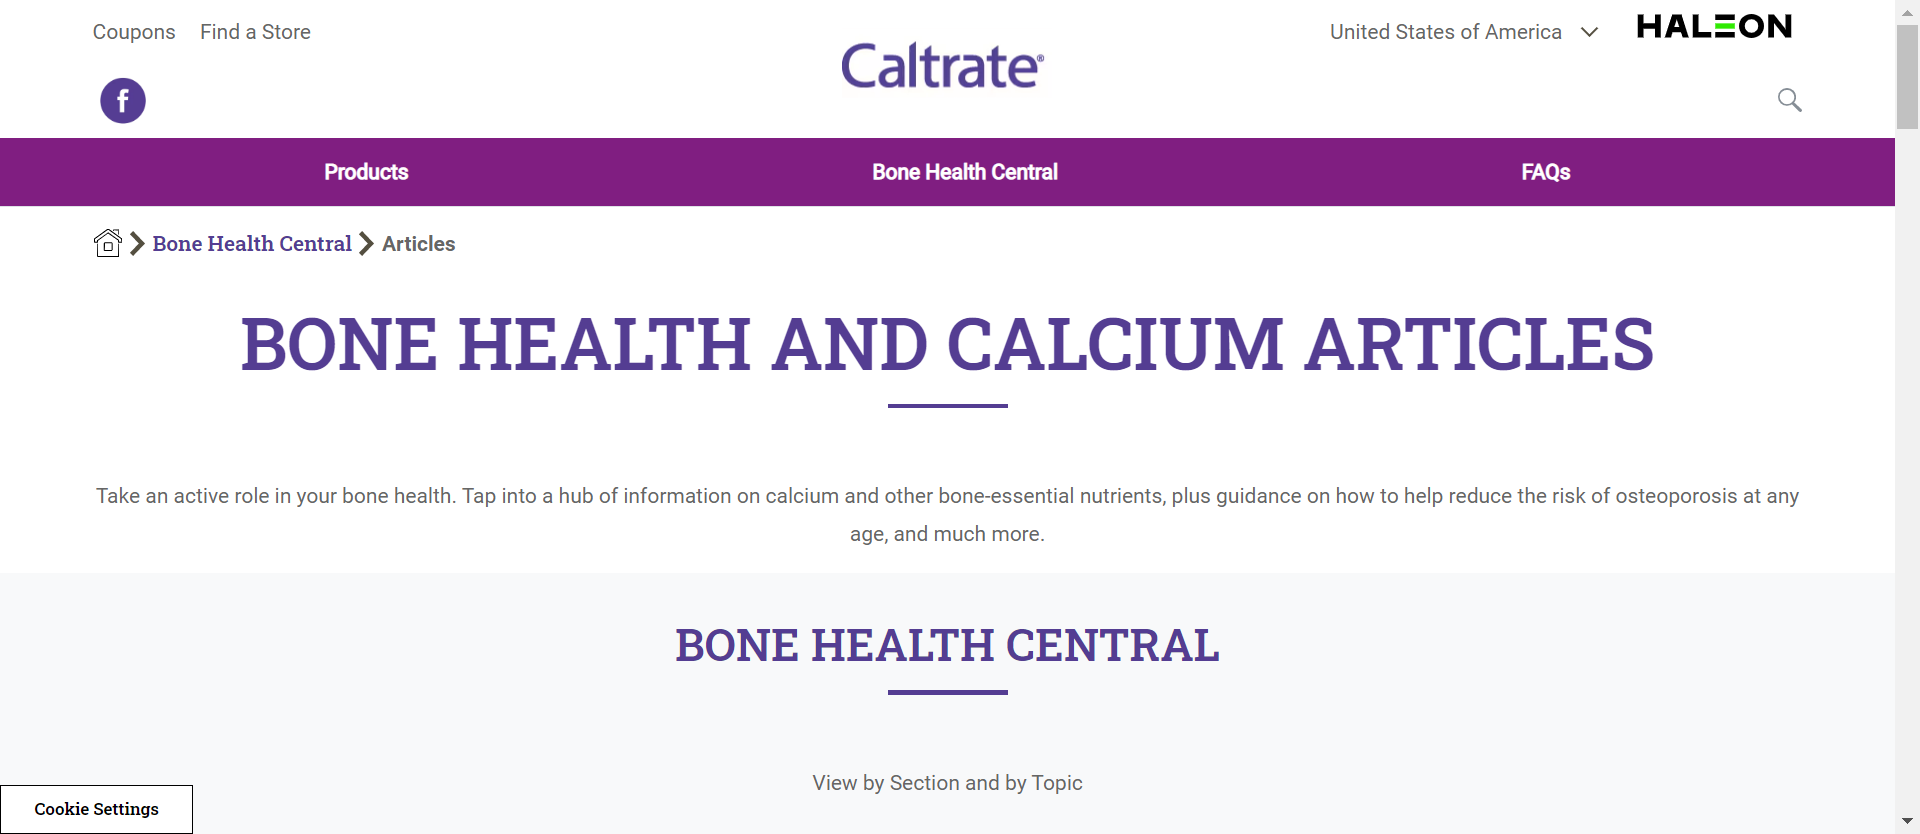 Coupons Find a Store
United States of America
HALEON
Caltrate®
f
Products Bone Health Central FAQs
Bone Health Central Articles
BONE HEALTH AND CALCIUM ARTICLES
Take an active role in your bone health. Tap into a hub of information on calcium and other bone-essential nutrients, plus guidance on how to help reduce the risk of osteoporosis at any
age, and much more.
BONE HEALTH CENTRAL
View by Section and by Topic
Cookie Settings